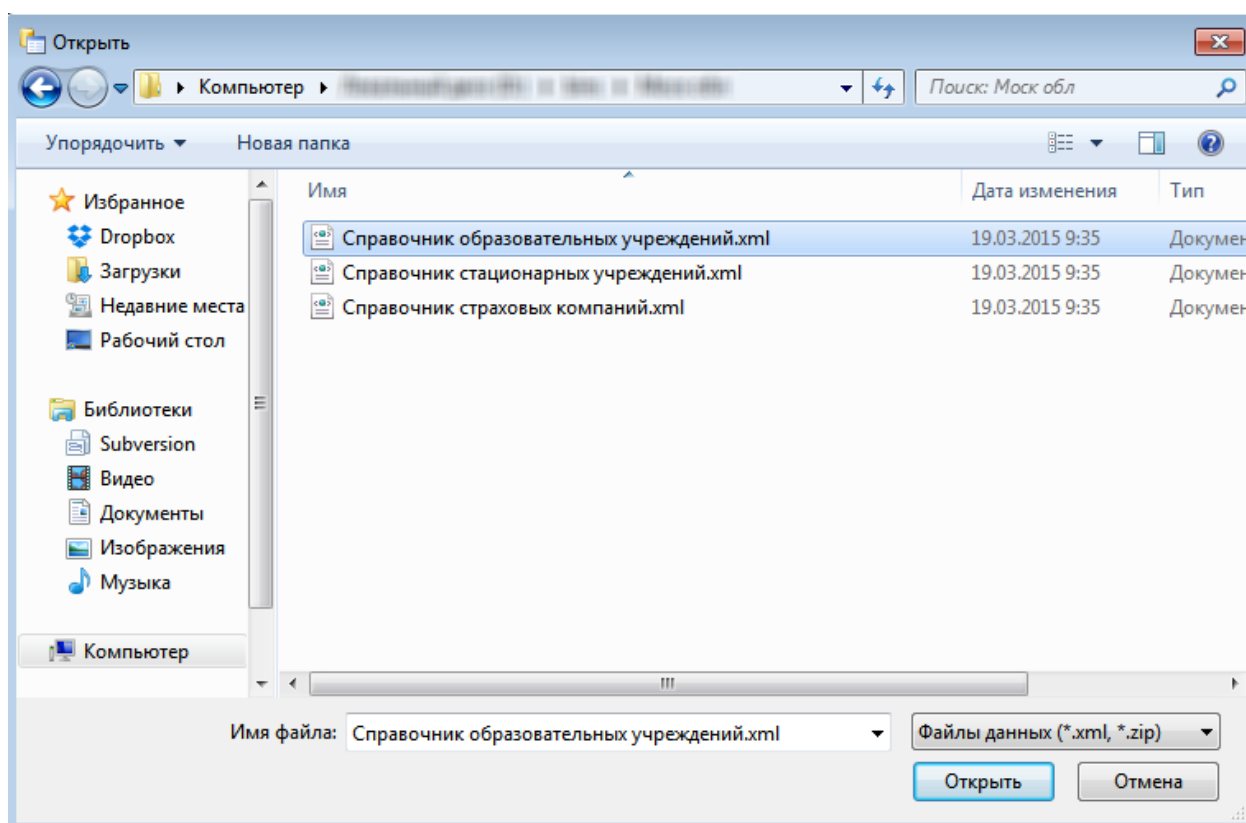 Открыть
Компьютер
Поиск: Моск обл
Упорядочить Новая папка
Имя Дата изменения Тип
Избранное
Dropbox
Загрузки
Недавние места
Рабочий стол
Библиотеки
Subversion
Видео
Документы
Изображения
Музыка
Компьютер
Справочник образовательных учреждений.xml 19.03.2015 9:35 Докумен
Справочник стационарных учреждений.xml 19.03.2015 9:35 Докумен
Справочник страховых компаний.xml 19.03.2015 9:35 Докумен
Имя файла: Справочник образовательных учреждений.xml Файлы данных (*.xml, *.zip)
Открыть Отмена